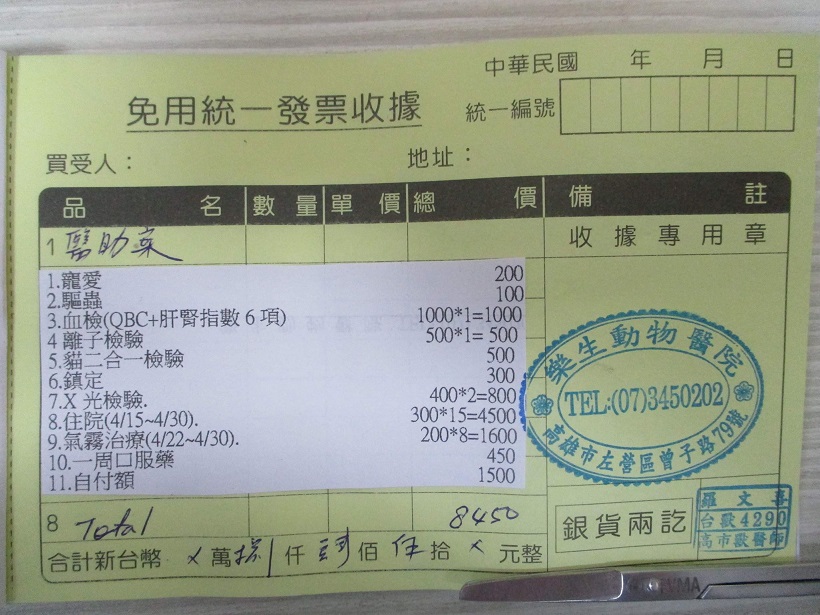 中華民國 年 月 日
免用統一發票收據
統一編號
買受人：
地址：
品 名 數 量 單 價 總 價 備 註
1 醫助案
收據專用章
1.寵愛 200
2.驅蟲 100
3.血檢(QBC+肝腎指數6項) 1000*1=1000
4 離子檢驗 500*1= 500
5.貓二合一檢驗 500
6.鎮定 300
7.X 光檢驗. 400*2=800
8.住院(4/15~4/30). 300*15=4500
9.氣霧治療(4/22~4/30). 200*8=1600
10.一周口服藥 450
11.自付額 1500
樂生動物醫院
TEL:(07)3450202
高雄市左營區曾子路79號
8 Total 8450
銀貨兩訖
羅文喜
台獸4290
高市獸醫師
合計新台幣 萬 捌 仟 佰 伍 拾 元整